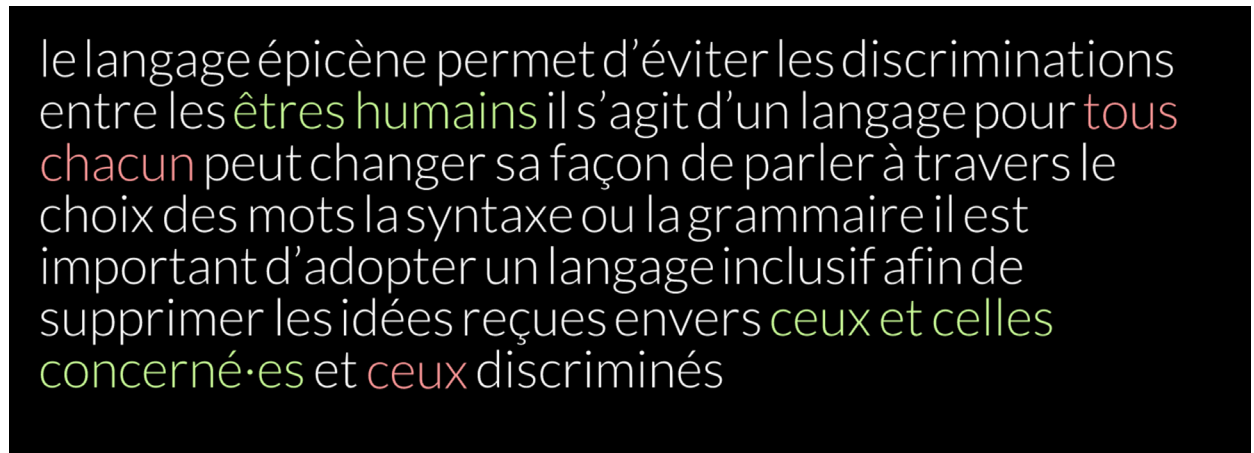 le langage épicène permet d’éviter les discriminations
entre les êtres humains il s’agit d’un langage pour tous
chacun peut changer sa façon de parler à travers le
choix des mots la syntaxe ou la grammaire il est
important d’adopter un langage inclusif afin de
supprimer les idées reçues envers ceux et celles
concerné·es et ceux discriminés